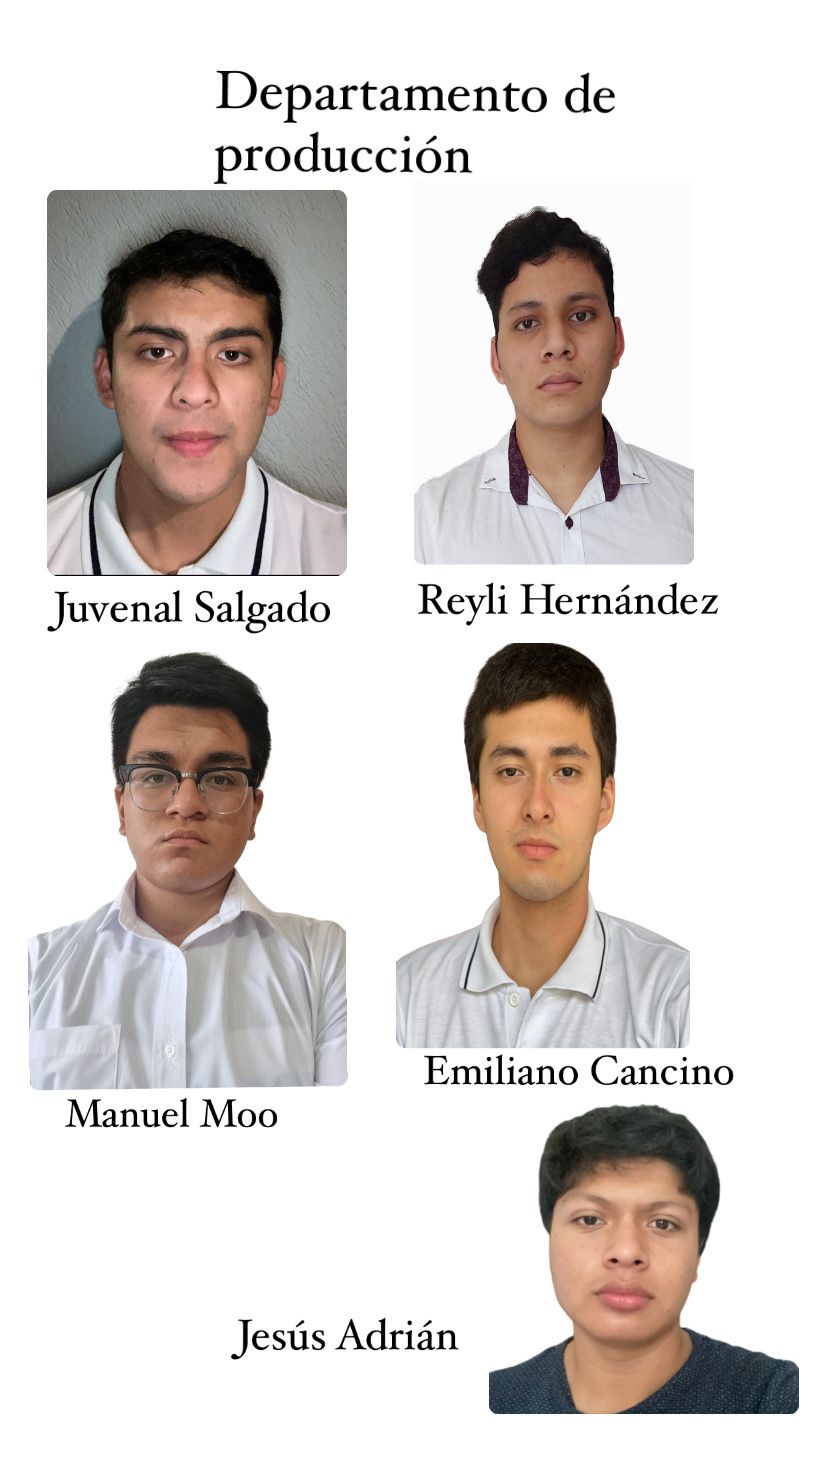 Departamento de
producción
Juvenal Salgado
Reyli Hernández
Manuel Moo
Emiliano Cancino
Jesús Adrián